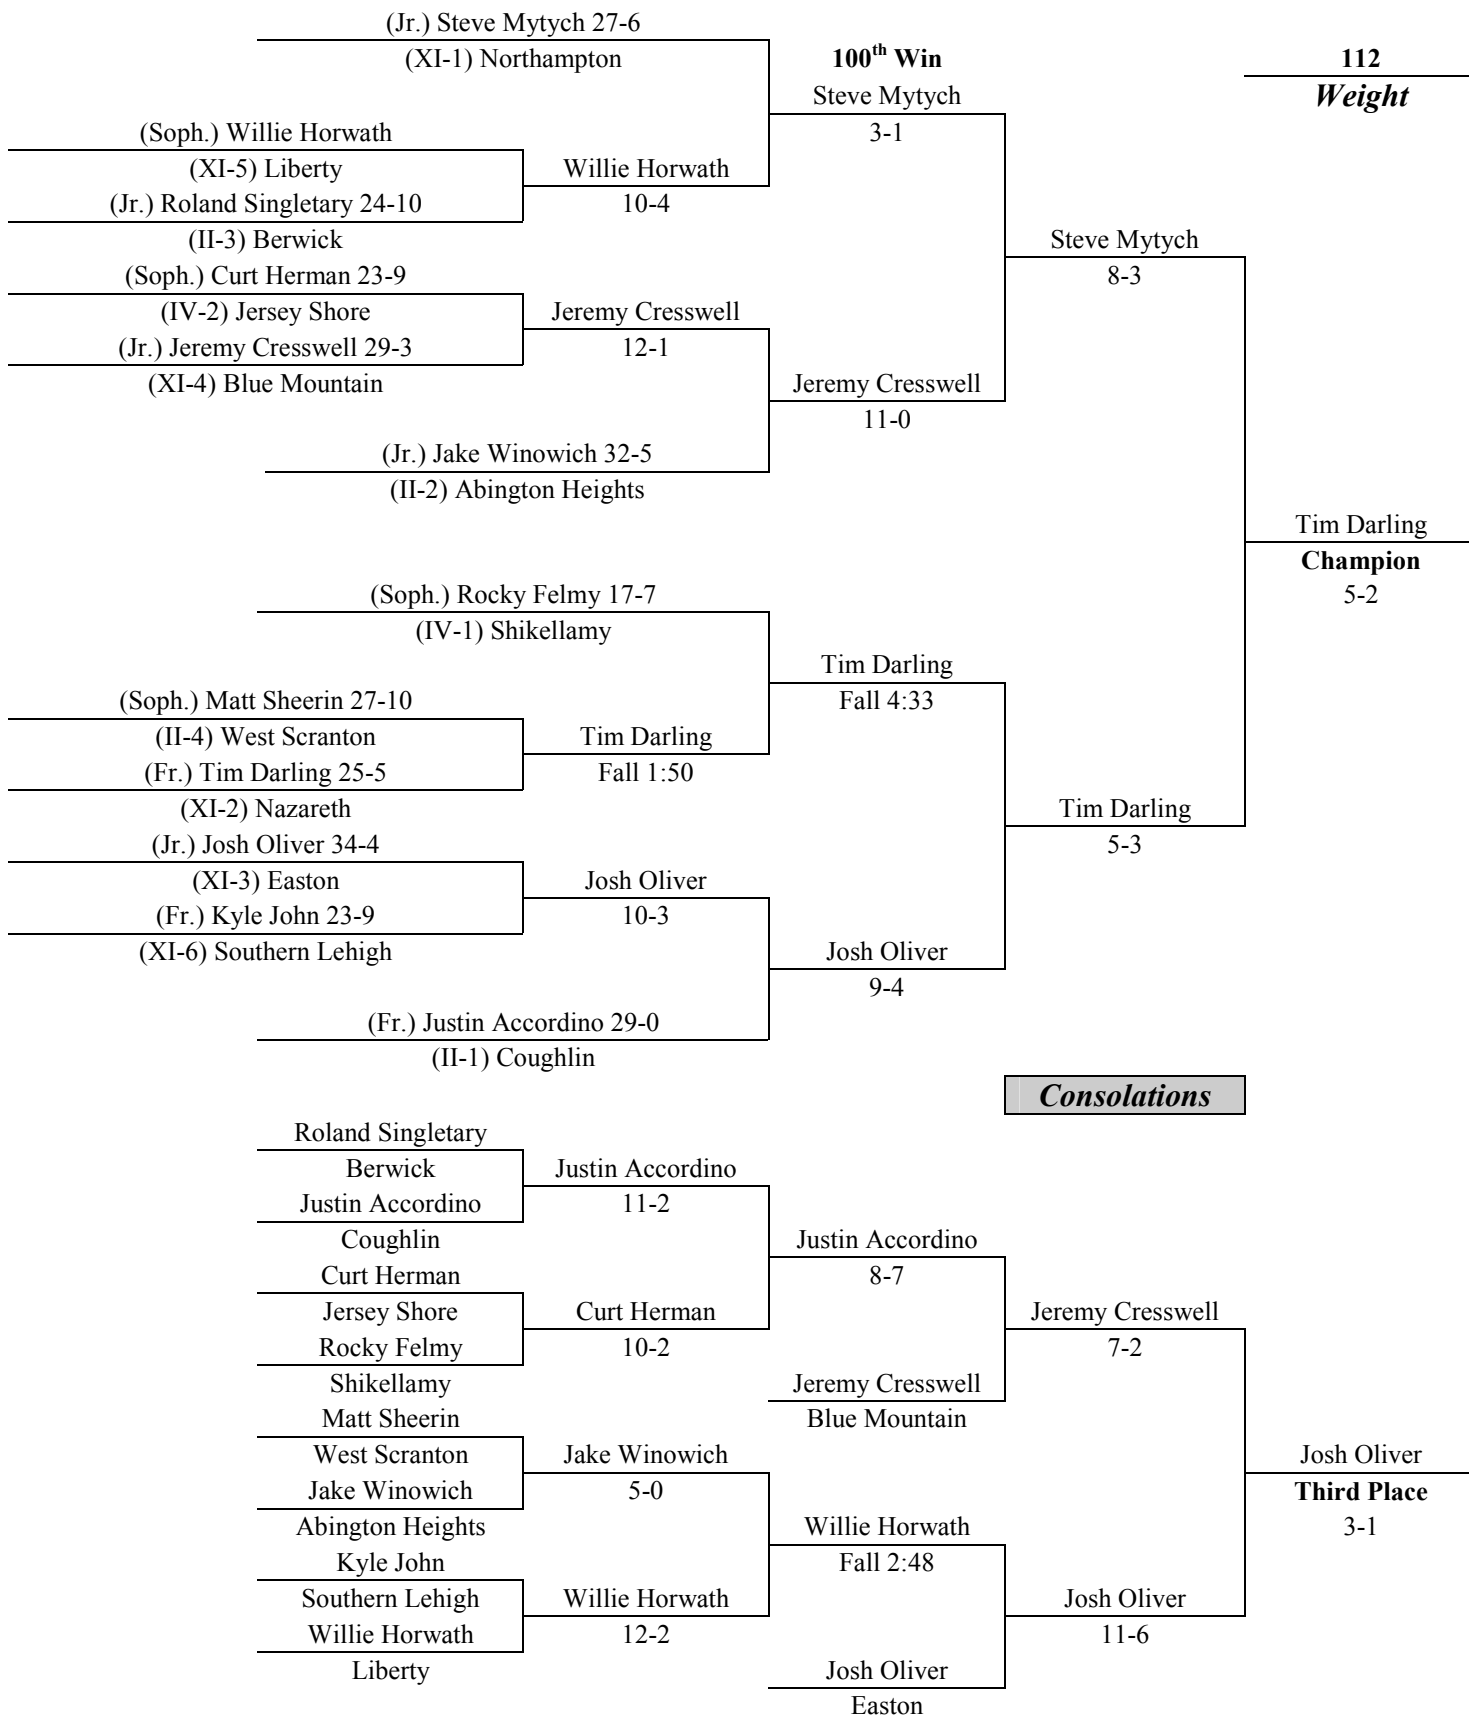 (Jr.) Steve Mytych 27-6
(XI-1) Northampton
100th Win
112
Steve Mytych
Weight
(Soph.) Willie Horwath
3-1
(XI-5) Liberty
Willie Horwath
(Jr.) Roland Singletary 24-10
10-4
(II-3) Berwick
Steve Mytych
(Soph.) Curt Herman 23-9
8-3
(IV-2) Jersey Shore
Jeremy Cresswell
(Jr.) Jeremy Cresswell 29-3
12-1
(XI-4) Blue Mountain
Jeremy Cresswell
11-0
(Jr.) Jake Winowich 32-5
(II-2) Abington Heights
Tim Darling
Champion
(Soph.) Rocky Felmy 17-7
5-2
(IV-1) Shikellamy
Tim Darling
(Soph.) Matt Sheerin 27-10
Fall 4:33
(II-4) West Scranton
Tim Darling
(Fr.) Tim Darling 25-5
Fall 1:50
(XI-2) Nazareth
Tim Darling
(Jr.) Josh Oliver 34-4
5-3
(XI-3) Easton
Josh Oliver
(Fr.) Kyle John 23-9
10-3
(XI-6) Southern Lehigh
Josh Oliver
9-4
(Fr.) Justin Accordino 29-0
(II-1) Coughlin
Consolations
Roland Singletary
Berwick
Justin Accordino
Justin Accordino
11-2
Coughlin
Justin Accordino
Curt Herman
8-7
Jersey Shore
Curt Herman
Jeremy Cresswell
Rocky Felmy
10-2
7-2
Shikellamy
Jeremy Cresswell
Matt Sheerin
Blue Mountain
West Scranton
Jake Winowich
Josh Oliver
Jake Winowich
5-0
Third Place
Abington Heights
Willie Horwath
3-1
Kyle John
Fall 2:48
Southern Lehigh
Willie Horwath
Josh Oliver
Willie Horwath
12-2
11-6
Liberty
Josh Oliver
Easton